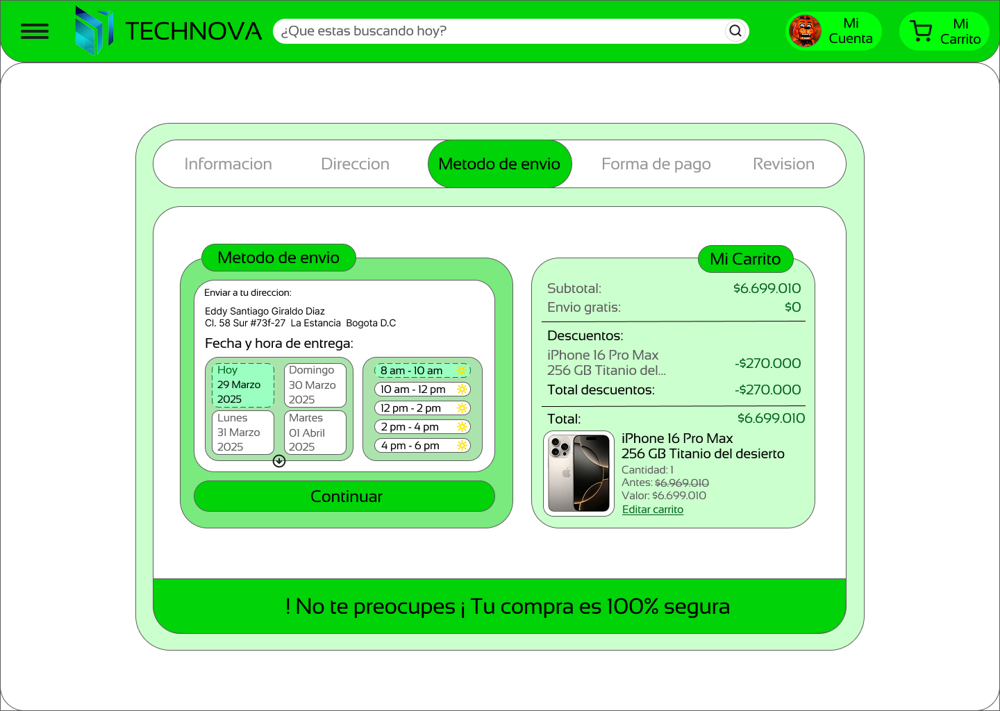 TECHNOVA
¿Que estas buscando hoy?
Mi
Cuenta
Mi
Carrito
Informacion
Direccion
Metodo de envio
Forma de pago
Revision
Metodo de envio
Enviar a tu direccion:
Eddy Santiago Giraldo Diaz
Cl. 58 Sur #73f-27 La Estancia Bogota D.C
Fecha y hora de entrega:
Hoy
29 Marzo
2025
Domingo
30 Marzo
2025
Lunes
31 Marzo
2025
Martes
01 Abril
2025
8 am - 10 am
10 am - 12 pm
12 pm - 2 pm
2 pm - 4 pm
4 pm - 6 pm
Continuar
Mi Carrito
Subtotal: $6.699.010
Envio gratis: $0
Descuentos:
iPhone 16 Pro Max
256 GB Titanio del...
-$270.000
Total descuentos: -$270.000
Total: $6.699.010
iPhone 16 Pro Max
256 GB Titanio del desierto
Cantidad: 1
Antes: $6.969.010
Valor: $6.699.010
Editar carrito
! No te preocupes ¡ Tu compra es 100% segura